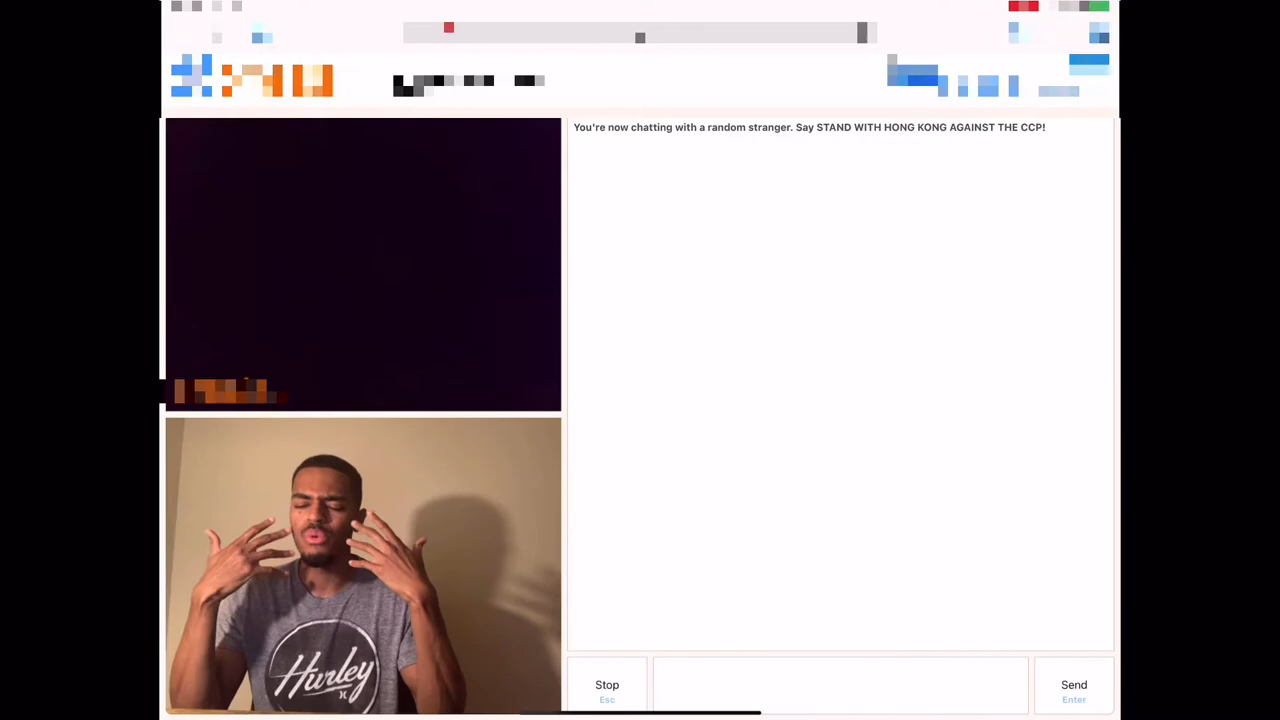 You're now chatting with a random stranger. Say STAND WITH HONG KONG AGAINST THE CCP!
Hurley
Stop
Esc
Send
Enter